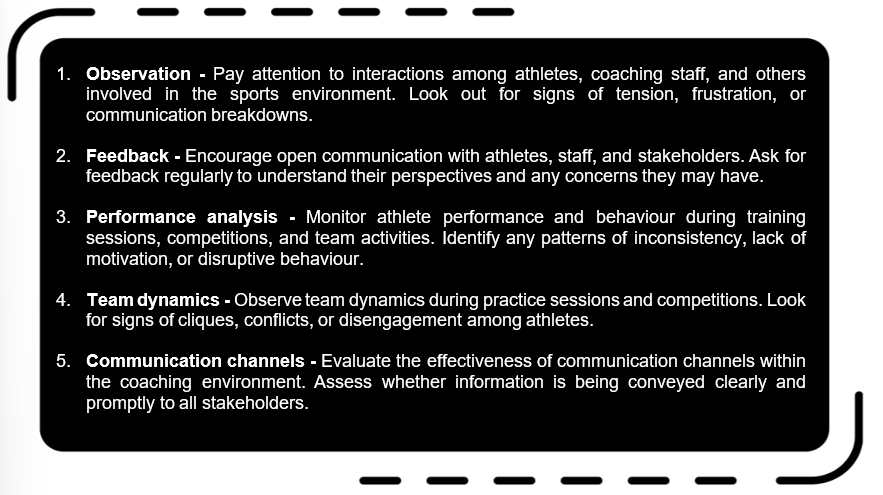 1. Observation - Pay attention to interactions among athletes, coaching staff, and others
involved in the sports environment. Look out for signs of tension, frustration, or
communication breakdowns.
2. Feedback - Encourage open communication with athletes, staff, and stakeholders. Ask for
feedback regularly to understand their perspectives and any concerns they may have.
3. Performance analysis - Monitor athlete performance and behaviour during training
sessions, competitions, and team activities. Identify any patterns of inconsistency, lack of
motivation, or disruptive behaviour.
4. Team dynamics - Observe team dynamics during practice sessions and competitions. Look
for signs of cliques, conflicts, or disengagement among athletes.
5. Communication channels - Evaluate the effectiveness of communication channels within
the coaching environment. Assess whether information is being conveyed clearly and
promptly to all stakeholders.